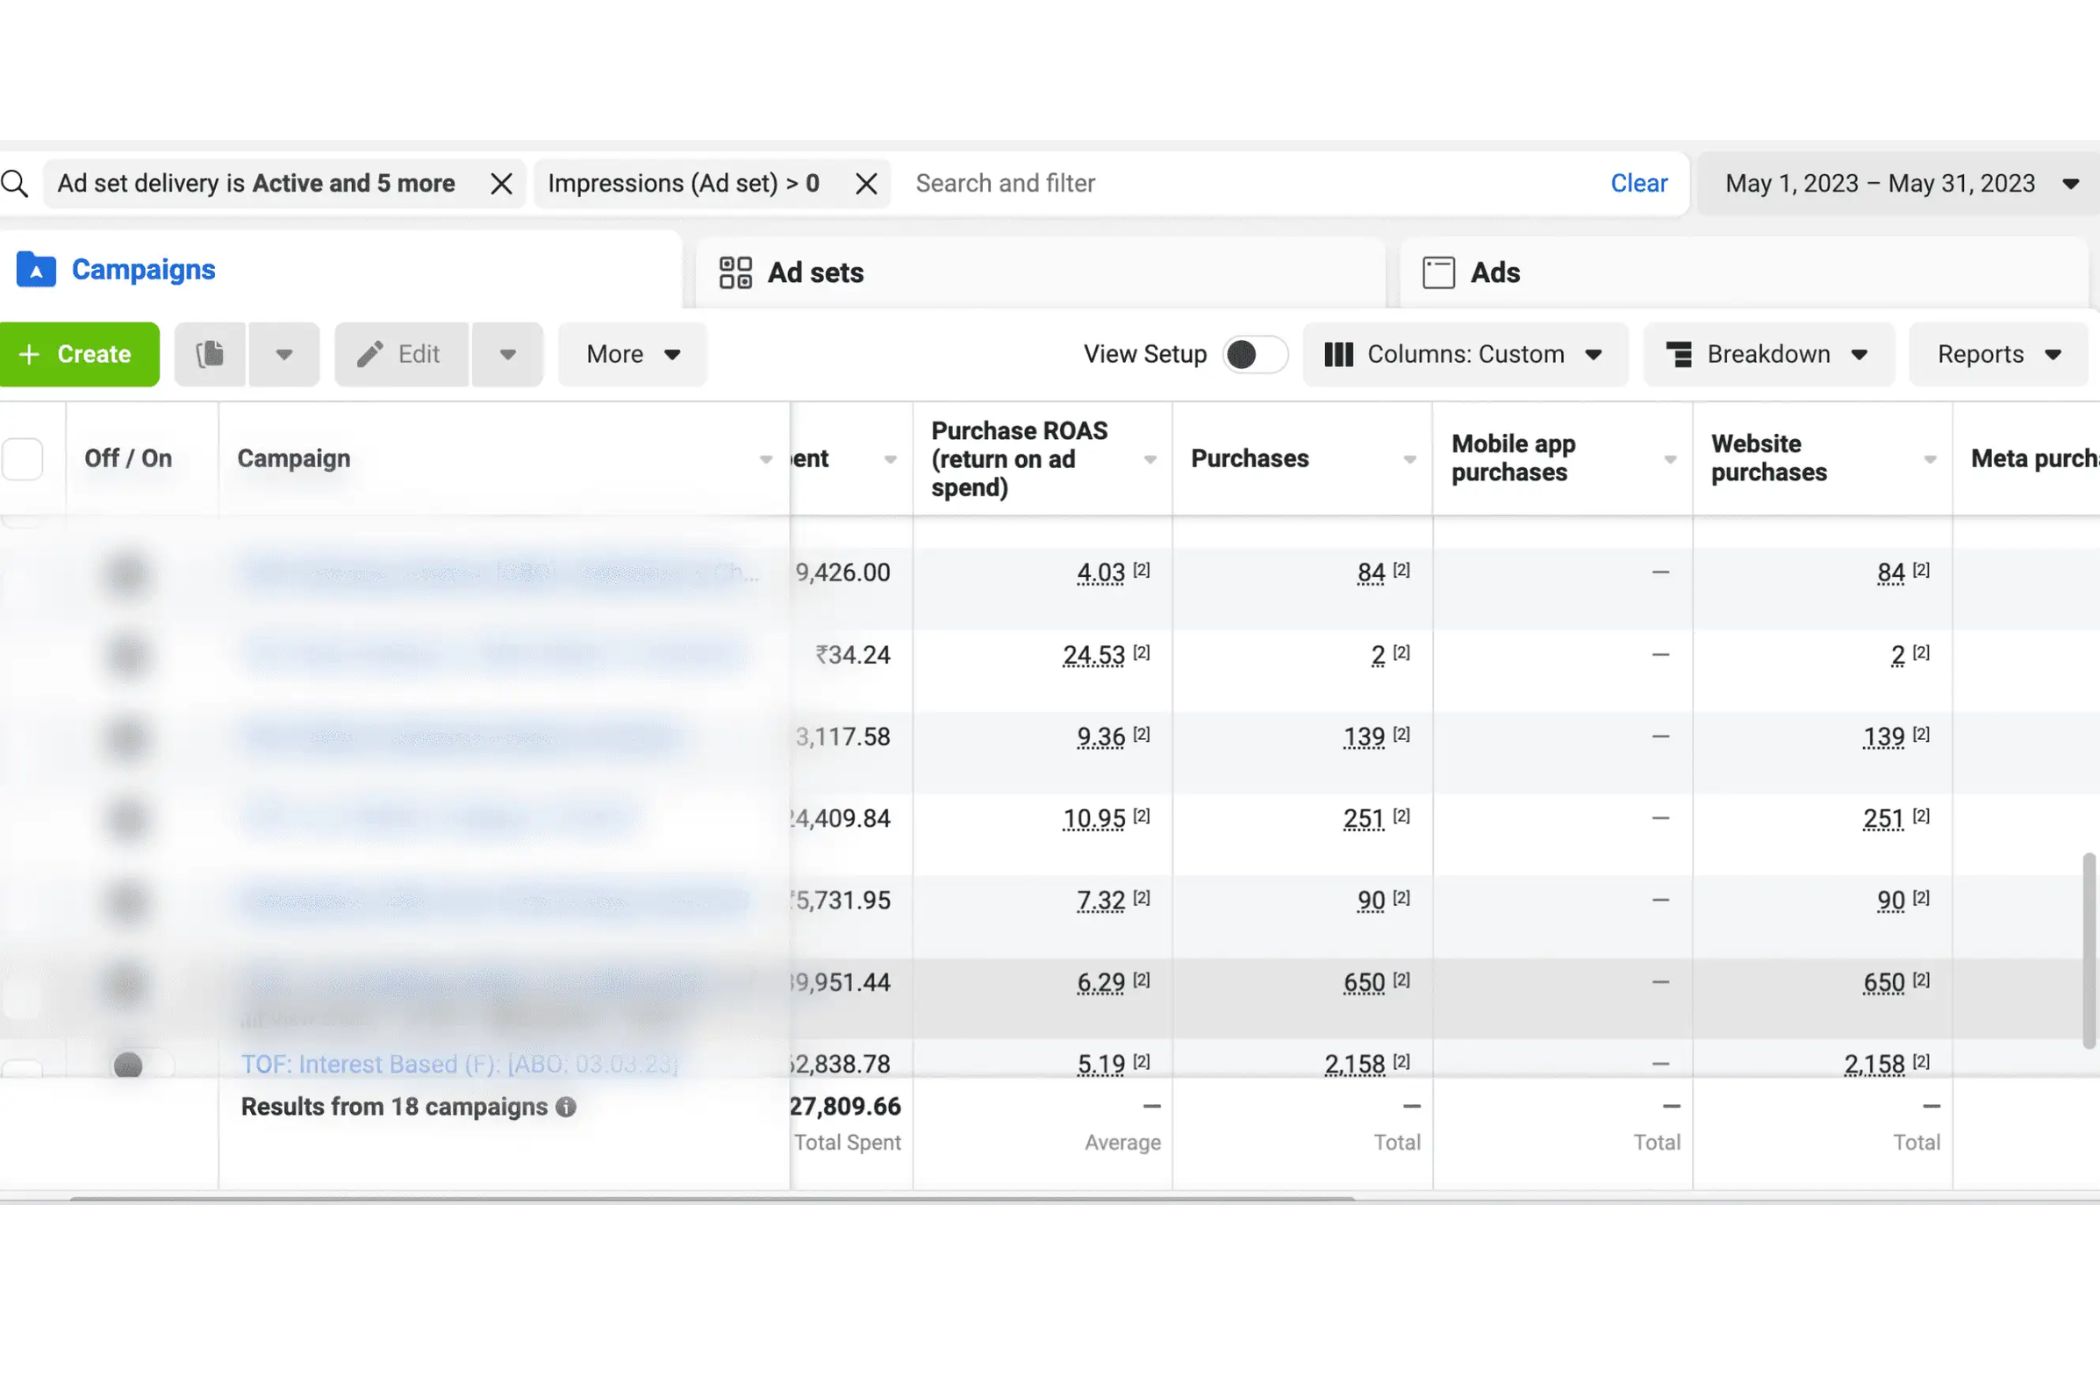 Ad set delivery is Active and 5 more Impressions (Ad set) > 0 Search and filter Clear May 1, 2023 – May 31, 2023
Campaigns Ad sets Ads
+ Create Edit More View Setup Columns: Custom Breakdown Reports
Off / On Campaign ent Purchase ROAS (return on ad spend) Purchases Mobile app purchases Website purchases Meta purch
9,426.00 4.03 [2] 84 [2] — 84 [2]
₹34.24 24.53 [2] 2 [2] — 2 [2]
3,117.58 9.36 [2] 139 [2] — 139 [2]
4,409.84 10.95 [2] 251 [2] — 251 [2]
5,731.95 7.32 [2] 90 [2] — 90 [2]
9,951.44 6.29 [2] 650 [2] — 650 [2]
TOF: Interest Based (F): [ABO: 03.03.23] 2,838.78 5.19 [2] 2,158 [2] — 2,158 [2]
Results from 18 campaigns 27,809.66 — — — —
Total Spent Average Total Total Total